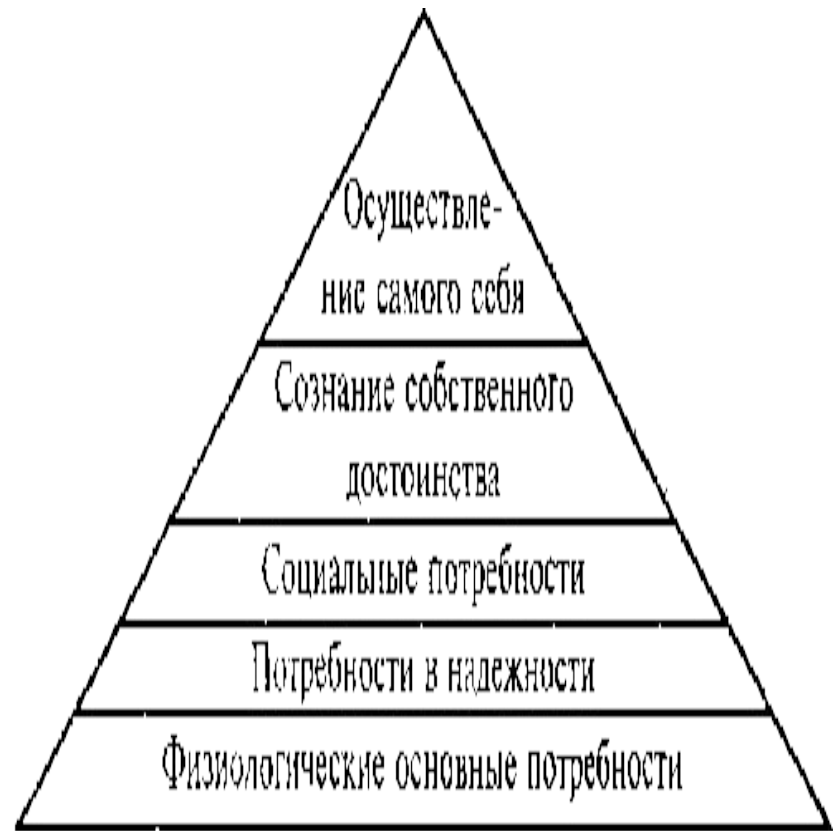 Осуществле-
ние самого себя
Сознание собственного
достоинства
Социальные потребности
Потребности в надежности
Физиологические основные потребности